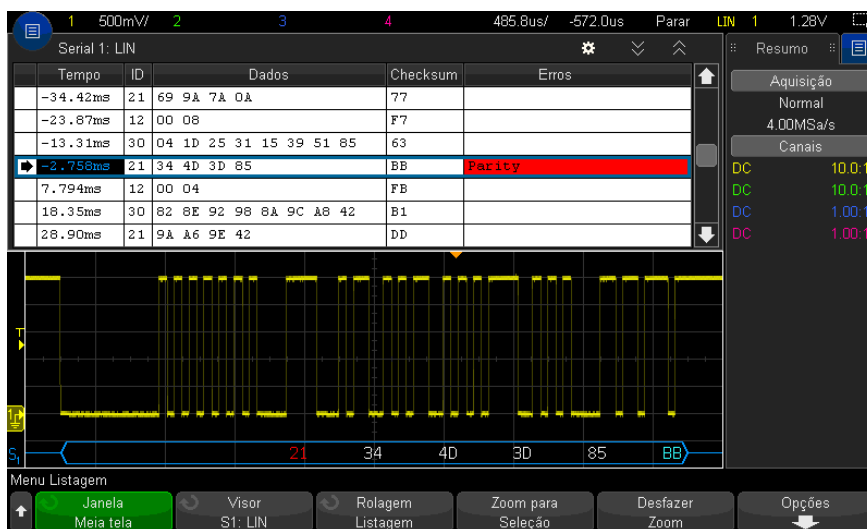 1 500mV/ 2 3 4 485.8us/ -572.0us Parar LIN 1 1.28V
Serial 1: LIN
Resumo
Tempo ID Dados Checksum Erros
-34.42ms 21 69 9A 7A 0A 77
-23.87ms 12 00 08 F7
-13.31ms 30 04 1D 25 31 15 39 51 85 63
-2.758ms 21 34 4D 3D 85 BB Parity
7.794ms 12 00 04 FB
18.35ms 30 82 8E 92 98 8A 9C A8 42 B1
28.90ms 21 9A A6 9E 42 DD
Aquisição
Normal
4.00MSa/s
Canais
DC 10.0:1
DC 10.0:1
DC 1.00:1
DC 1.00:1
T
1
S1 21 34 4D 3D 85 BB
Menu Listagem
Janela
Meia tela
Visor
S1: LIN
Rolagem
Listagem
Zoom para
Seleção
Desfazer
Zoom
Opções